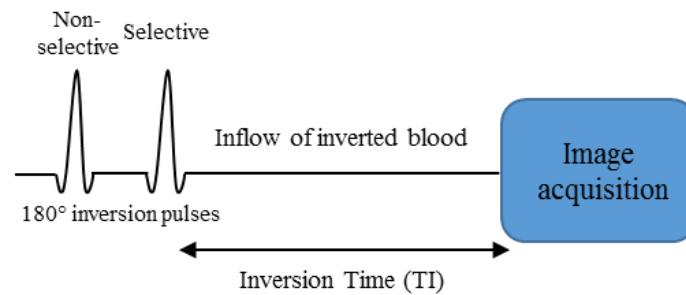 Non-
selective
Selective
Inflow of inverted blood
Image
acquisition
180° inversion pulses
Inversion Time (TI)